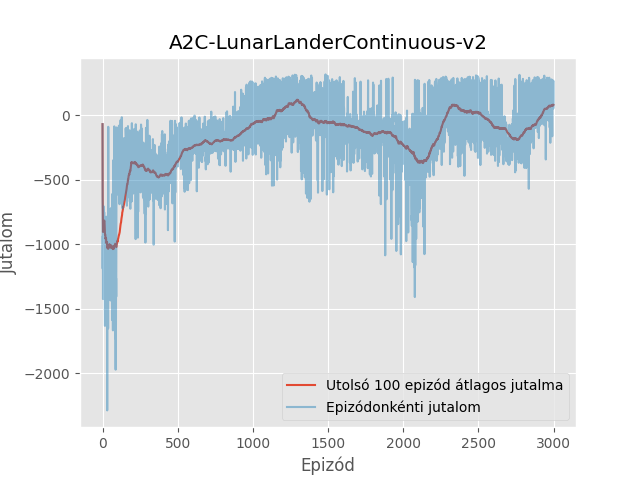 A2C-LunarLanderContinuous-v2
0
−500
−1000
−1500
−2000
Jutalom
0
500
1000
1500
2000
2500
3000
Epizód
Utolsó 100 epizód átlagos jutalma
Epizódonkénti jutalom